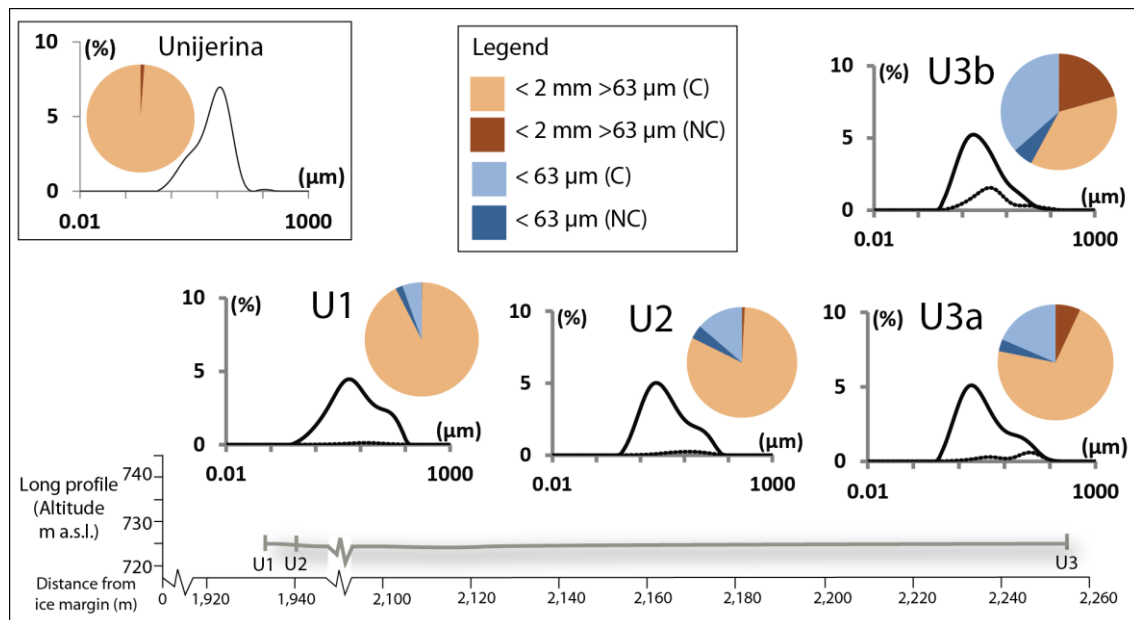 10
(%)
Unijerina
5
0
(μm)
0.01
1000
Legend
< 2 mm >63 μm (C)
< 2 mm >63 μm (NC)
< 63 μm (C)
< 63 μm (NC)
10
(%)
U3b
5
0
(μm)
0.01
1000
10
(%)
U1
5
0
(μm)
0.01
1000
10
(%)
U2
5
0
(μm)
0.01
1000
10
(%)
U3a
5
0
(μm)
0.01
1000
Long profile
(Altitude
m a.s.l.)
740
730
720
U1
U2
U3
Distance from
ice margin (m)
0
1,920
1,940
2,100
2,120
2,140
2,160
2,180
2,200
2,220
2,240
2,260